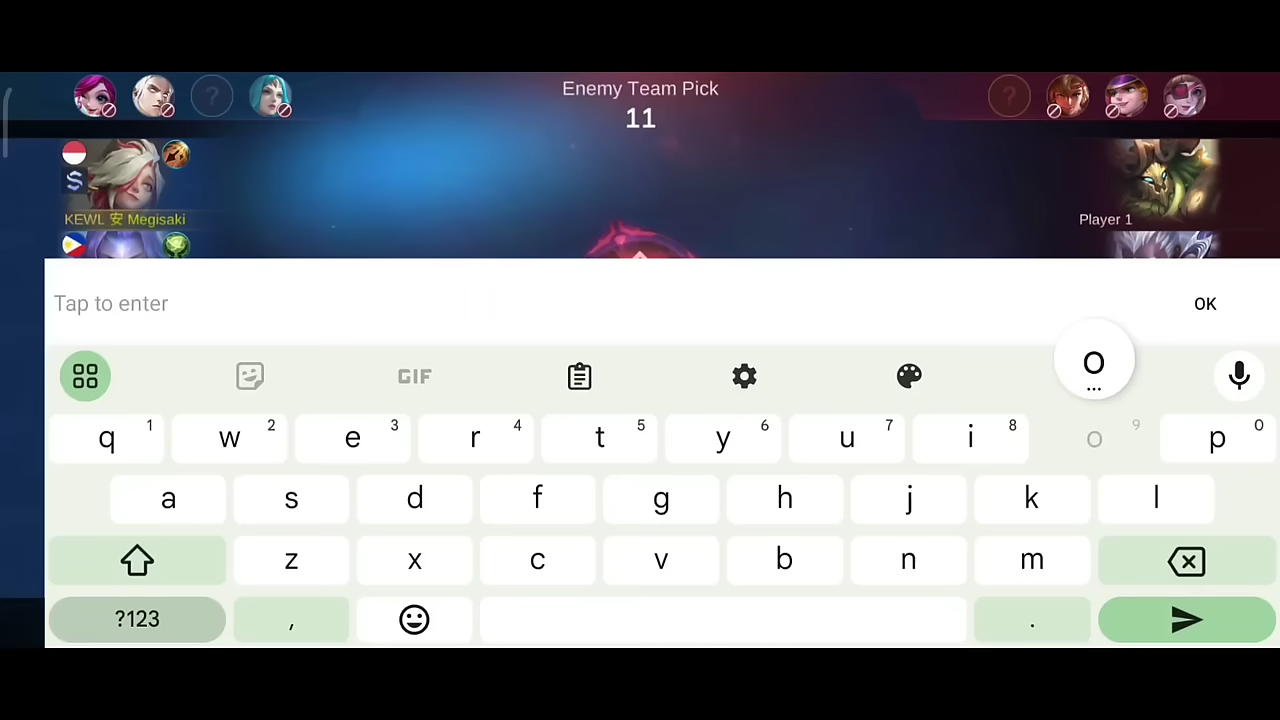 ?
Enemy Team Pick
?
11
KEWL 安 Megisaki
Player 1
Tap to enter
OK
GIF
o
...
q 1 w 2 e 3 r 4 t 5 y 6 u 7 i 8 o 9 p 0
a s d f g h j k l
z x c v b n m
?123 , .